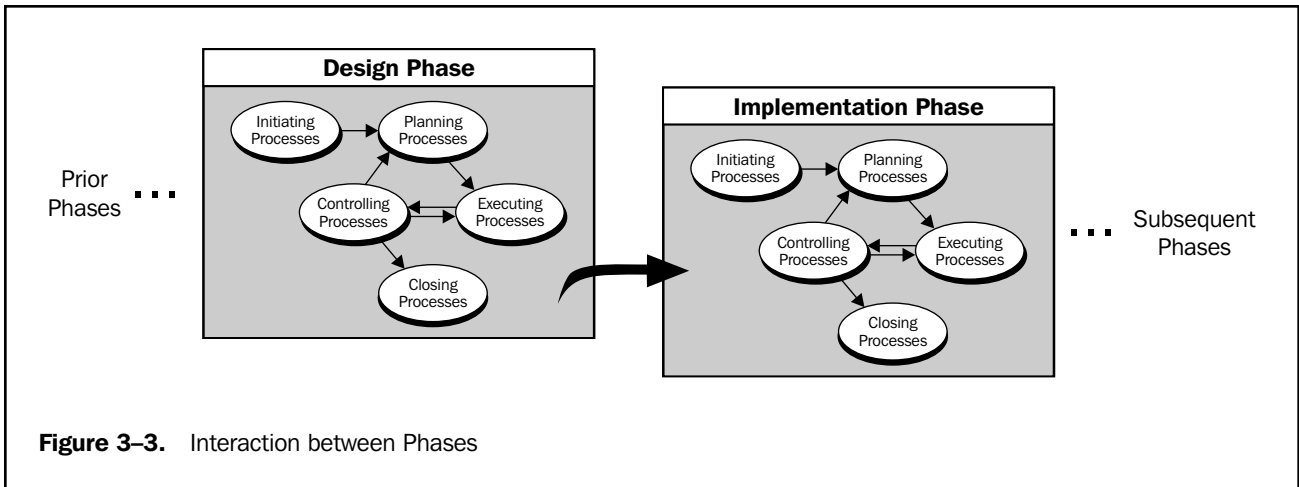 Prior
Phases
Design Phase
Initiating
Processes
Planning
Processes
Controlling
Processes
Executing
Processes
Closing
Processes
Implementation Phase
Initiating
Processes
Planning
Processes
Controlling
Processes
Executing
Processes
Closing
Processes
Subsequent
Phases
Figure 3–3. Interaction between Phases